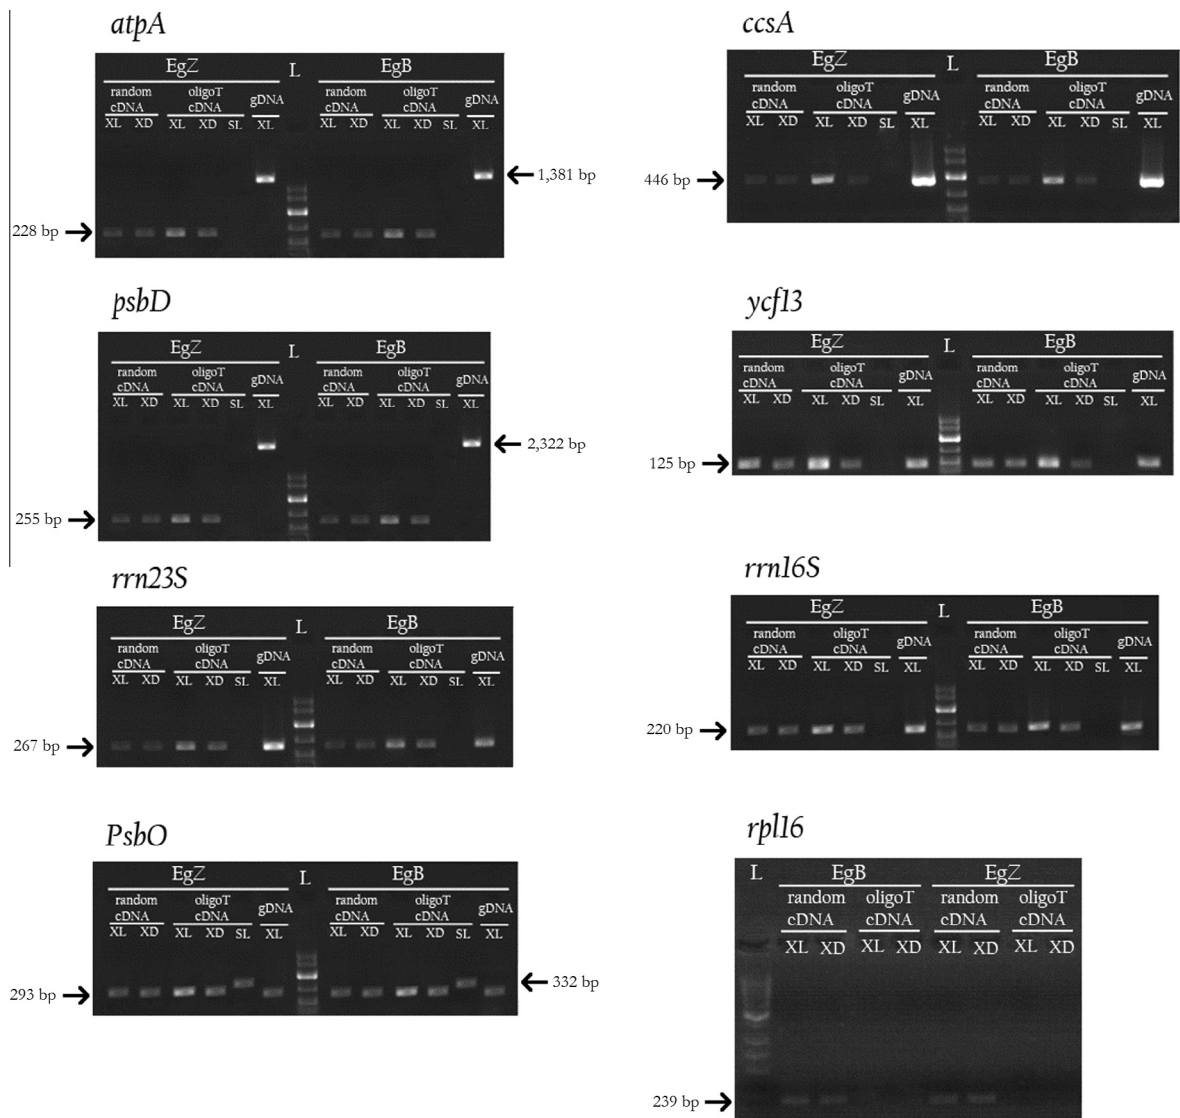 atpA
EgZ L EgB
random cDNA oligoT cDNA gDNA random cDNA oligoT cDNA gDNA
XL XD XL XD SL XL XL XD XL XD SL XL
1,381 bp
228 bp
ccsA
EgZ L EgB
random cDNA oligoT cDNA gDNA random cDNA oligoT cDNA gDNA
XL XD XL XD SL XL XL XD XL XD SL XL
446 bp
psbD
EgZ L EgB
random cDNA oligoT cDNA gDNA random cDNA oligoT cDNA gDNA
XL XD XL XD SL XL XL XD XL XD SL XL
2,322 bp
255 bp
ycf13
EgZ L EgB
random cDNA oligoT cDNA gDNA random cDNA oligoT cDNA gDNA
XL XD XL XD SL XL XL XD XL XD SL XL
125 bp
rrn23S
EgZ L EgB
random cDNA oligoT cDNA gDNA random cDNA oligoT cDNA gDNA
XL XD XL XD SL XL XL XD XL XD SL XL
267 bp
rrn16S
EgZ L EgB
random cDNA oligoT cDNA gDNA random cDNA oligoT cDNA gDNA
XL XD XL XD SL XL XL XD XL XD SL XL
220 bp
PsbO
EgZ L EgB
random cDNA oligoT cDNA gDNA random cDNA oligoT cDNA gDNA
XL XD XL XD SL XL XL XD XL XD SL XL
332 bp
293 bp
rpl16
L EgB EgZ
random cDNA oligoT cDNA random cDNA oligoT cDNA
XL XD XL XD XL XD XL XD
239 bp